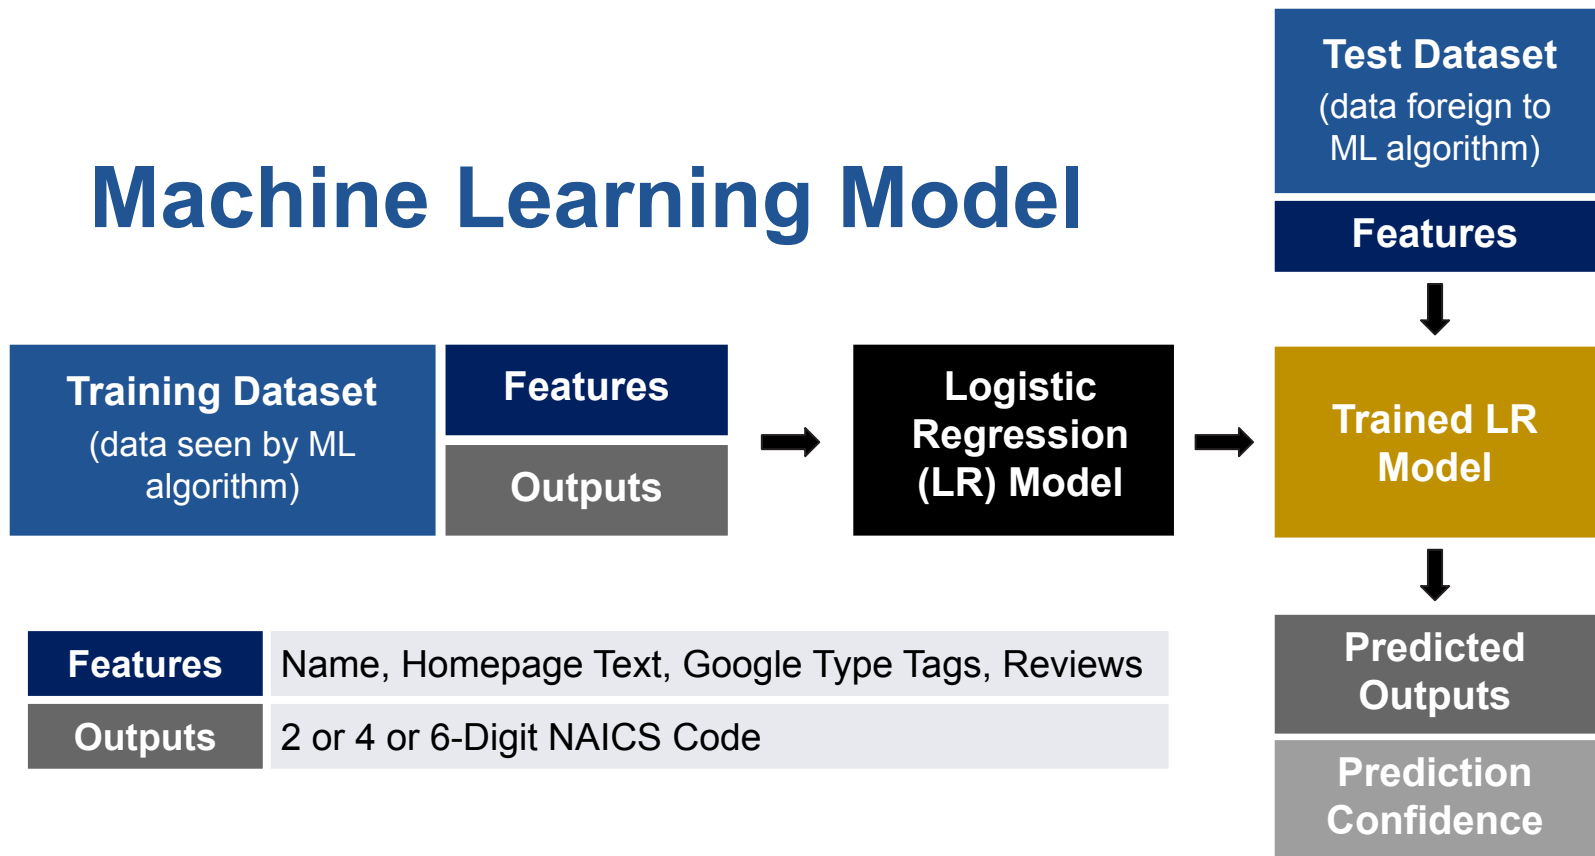 Machine Learning Model
Test Dataset
(data foreign to
ML algorithm)
Features
Training Dataset
(data seen by ML
algorithm)
Features
Outputs
Logistic
Regression
(LR) Model
Trained LR
Model
Predicted
Outputs
Prediction
Confidence
Features
Name, Homepage Text, Google Type Tags, Reviews
Outputs
2 or 4 or 6-Digit NAICS Code